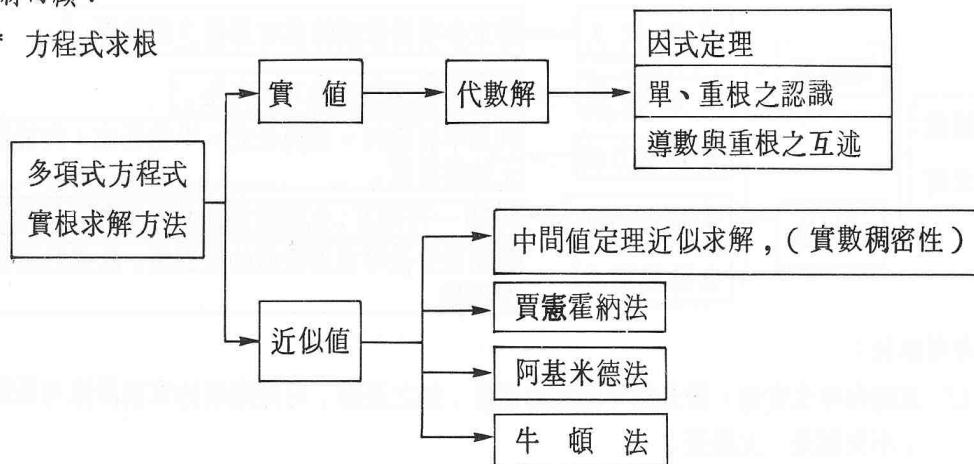 方程式求根
實 值
代數解
因式定理
單、重根之認識
導數與重根之互述
多項式方程式
實根求解方法
近似值
中間值定理近似求解,(實數稠密性)
賈憲霍納法
阿基米德法
牛 頓 法